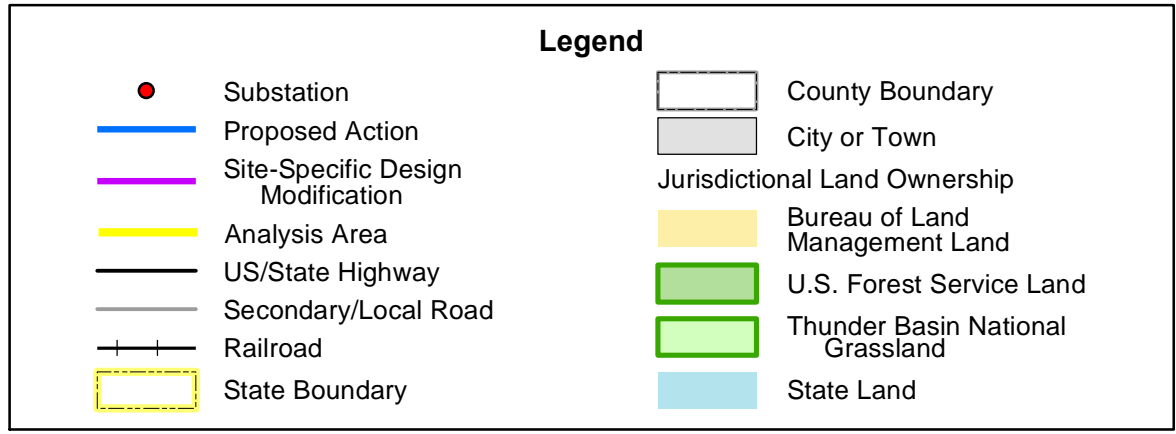 Legend
Substation
Proposed Action
Site-Specific Design
Modification
Analysis Area
US/State Highway
Secondary/Local Road
Railroad
State Boundary
County Boundary
City or Town
Jurisdictional Land Ownership
Bureau of Land
Management Land
U.S. Forest Service Land
Thunder Basin National
Grassland
State Land